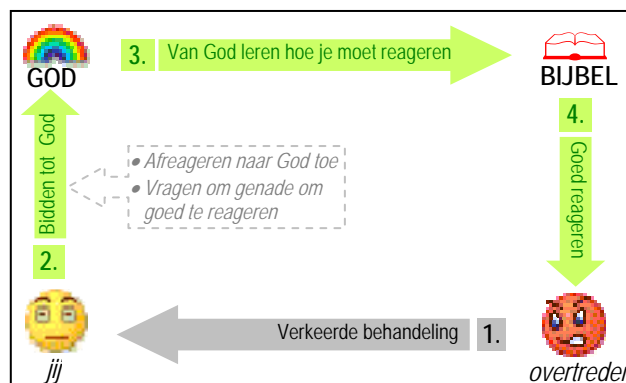 3. Van God leren hoe je moet reageren
GOD
BIJBEL
4.
Goed reageren
Bidden tot God
• Afreageren naar God toe
• Vragen om genade om
goed te reageren
2.
Verkeerde behandeling 1.
jij
overtreder